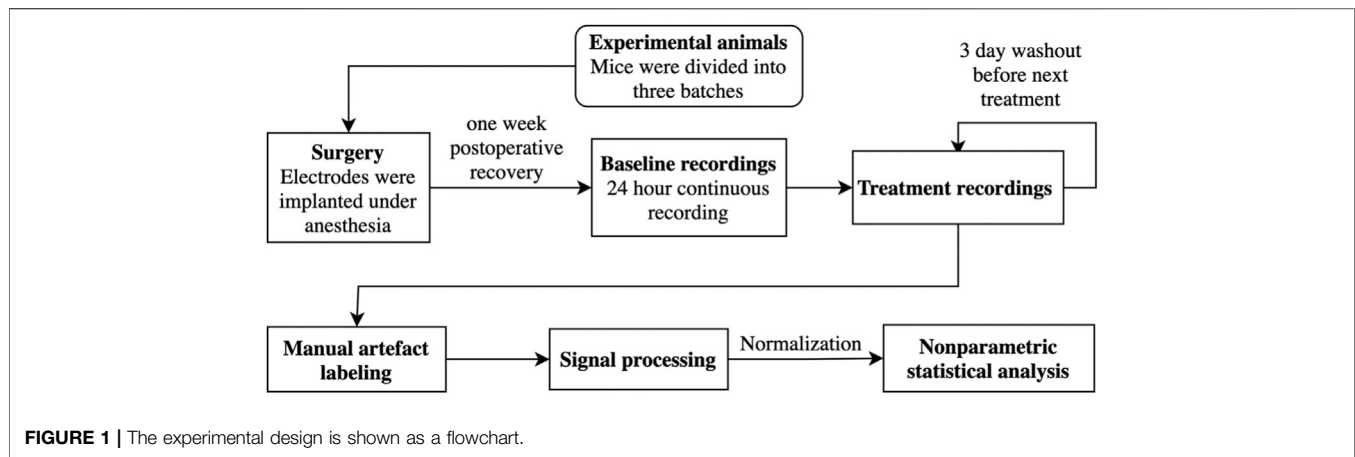 Experimental animals
Mice were divided into
three batches
3 day washout
before next
treatment
one week
postoperative
recovery
Surgery
Electrodes were
implanted under
anesthesia
Baseline recordings
24 hour continuous
recording
Treatment recordings
Manual artefact
labeling
Signal processing
Normalization
Nonparametric
statistical analysis
FIGURE 1 | The experimental design is shown as a flowchart.